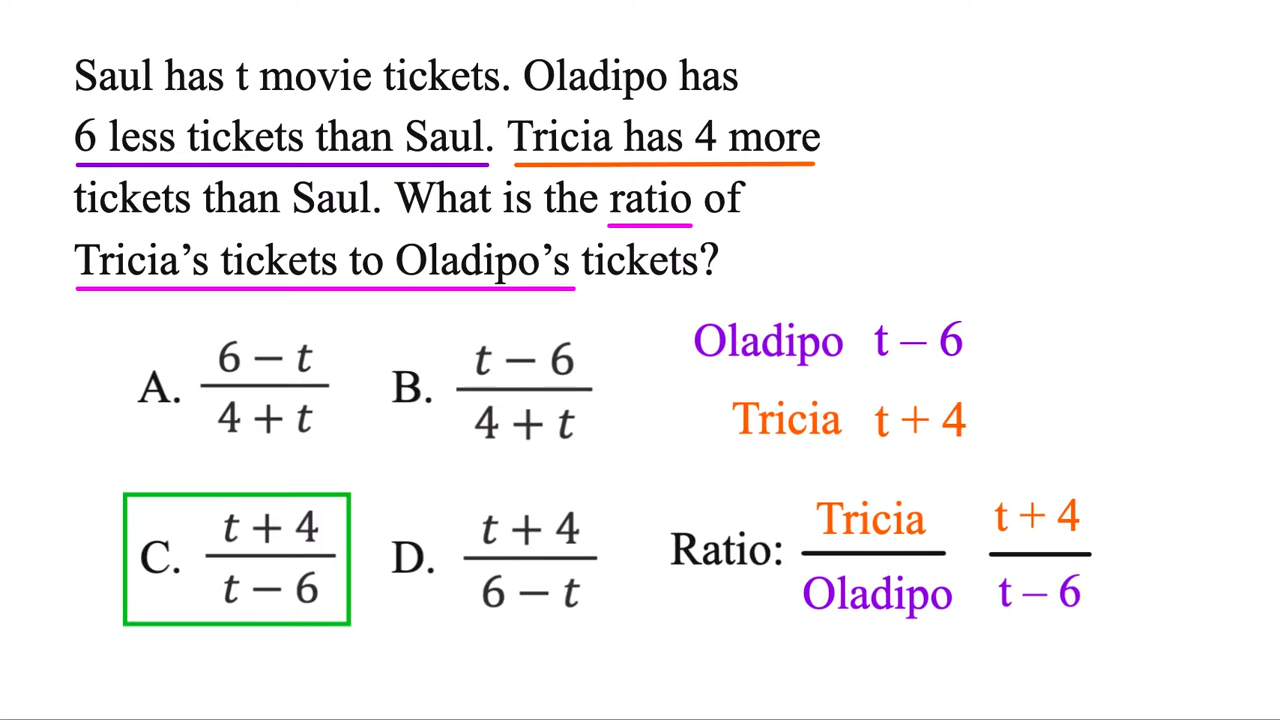 Saul has t movie tickets. Oladipo has
6 less tickets than Saul. Tricia has 4 more
tickets than Saul. What is the ratio of
Tricia’s tickets to Oladipo’s tickets?
A. 6 − t / 4 + t
B. t − 6 / 4 + t
C. t + 4 / t − 6
D. t + 4 / 6 − t
Oladipo t – 6
Tricia t + 4
Ratio: Tricia / Oladipo t + 4 / t – 6